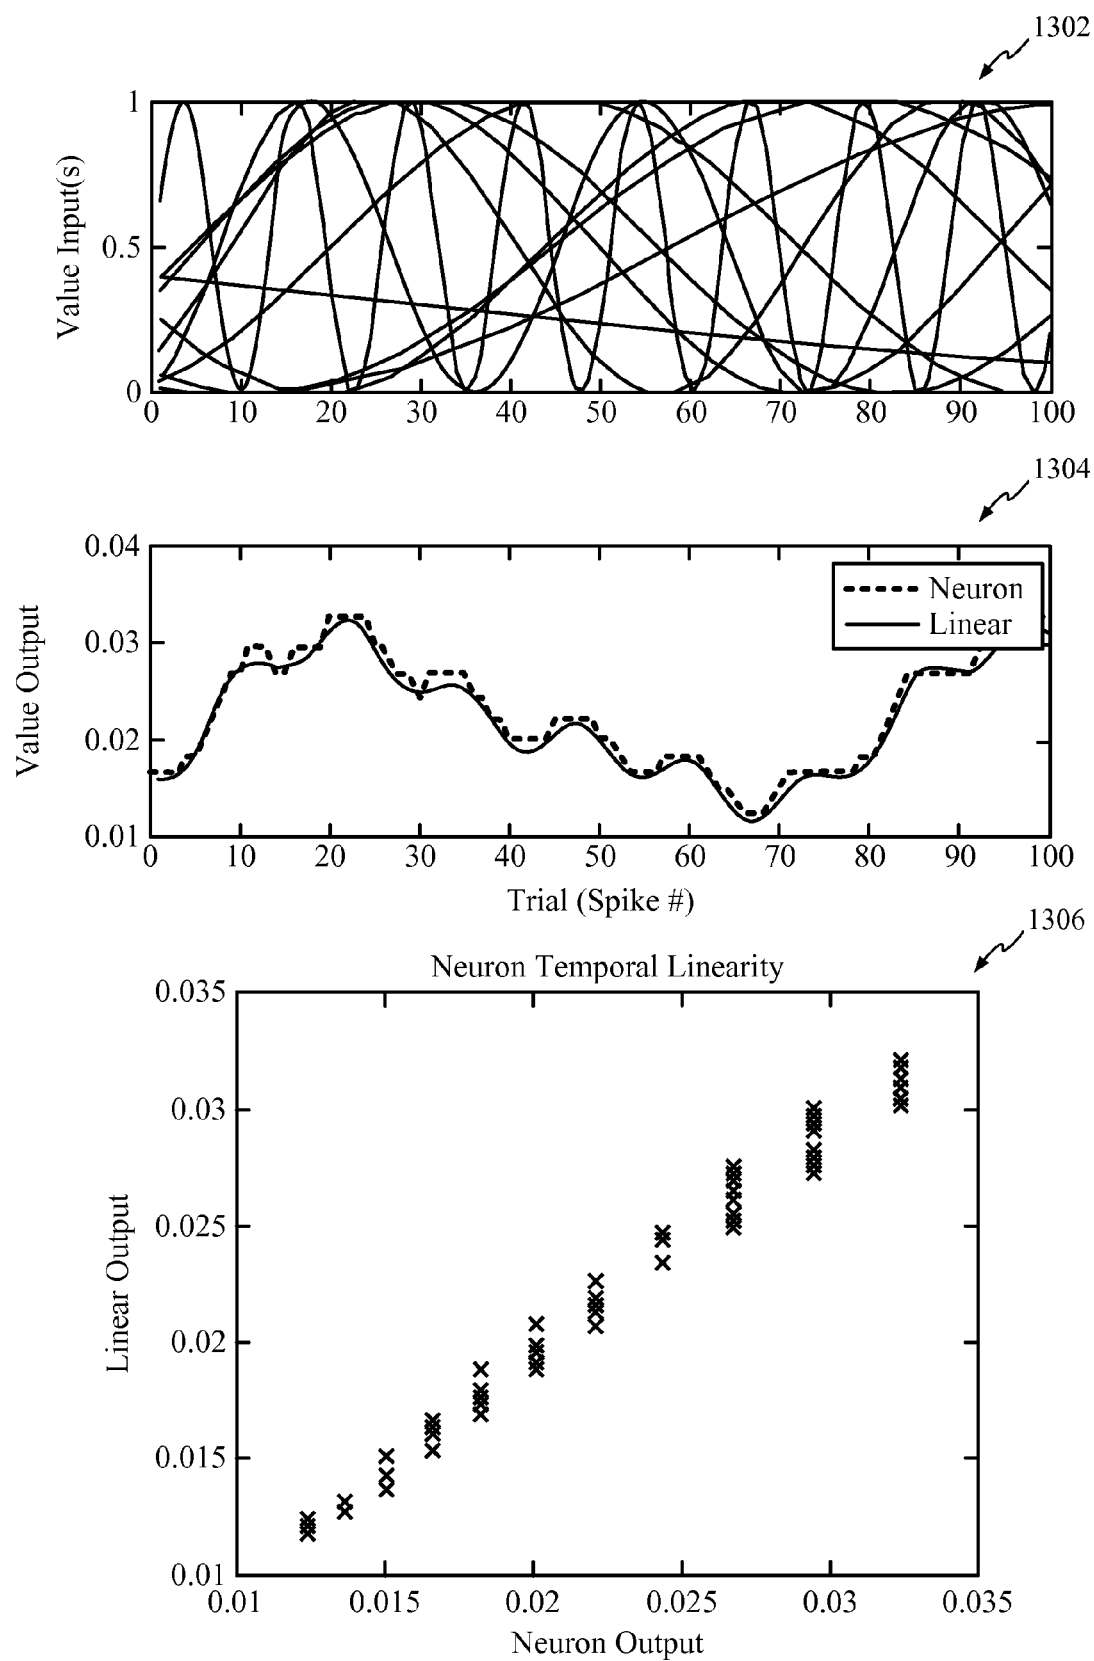 1302
1
0.5
0
Value Input(s)
0 10 20 30 40 50 60 70 80 90 100
1304
0.04
0.03
0.02
0.01
Value Output
Neuron
Linear
0 10 20 30 40 50 60 70 80 90 100
Trial (Spike #)
1306
Neuron Temporal Linearity
0.035
0.03
0.025
0.02
0.015
0.01
Linear Output
0.01 0.015 0.02 0.025 0.03 0.035
Neuron Output